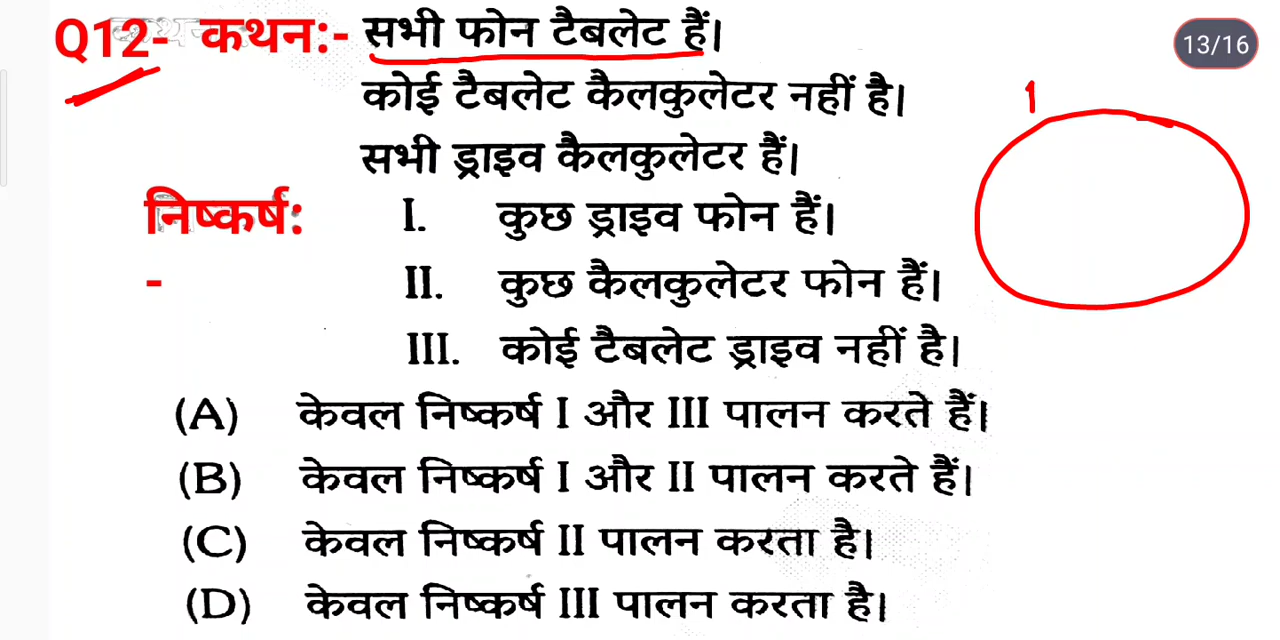 Q12- कथन:- सभी फोन टैबलेट हैं।
13/16
कोई टैबलेट कैलकुलेटर नहीं है।
1
सभी ड्राइव कैलकुलेटर हैं।
निष्कर्ष: I. कुछ ड्राइव फोन हैं।
- II. कुछ कैलकुलेटर फोन हैं।
III. कोई टैबलेट ड्राइव नहीं है।
(A) केवल निष्कर्ष I और III पालन करते हैं।
(B) केवल निष्कर्ष I और II पालन करते हैं।
(C) केवल निष्कर्ष II पालन करता है।
(D) केवल निष्कर्ष III पालन करता है।